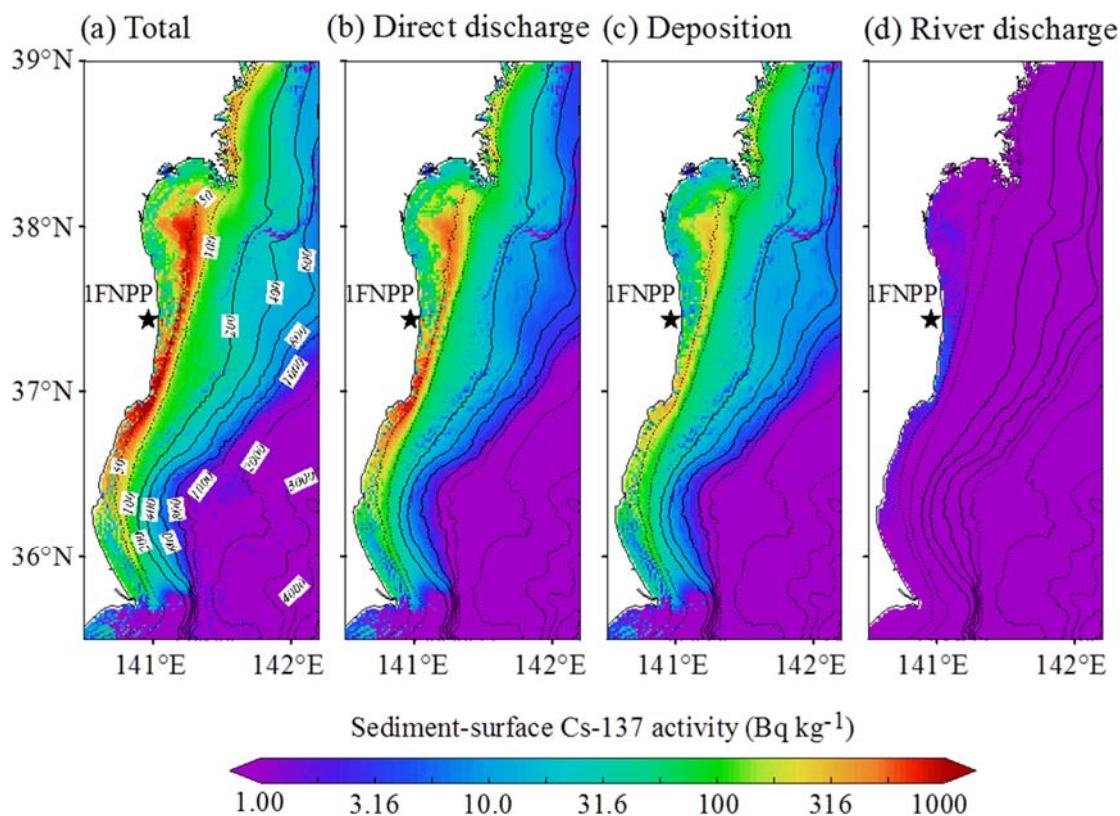 (a) Total
(b) Direct discharge
(c) Deposition
(d) River discharge
39°N
38°N
37°N
36°N
1FNPP
1FNPP
1FNPP
1FNPP
50
100
200
400
600
800
1000
50
100
200
400
600
800
1000
2000
3000
4000
141°E 142°E
141°E 142°E
141°E 142°E
141°E 142°E
Sediment-surface Cs-137 activity (Bq kg⁻¹)
1.00 3.16 10.0 31.6 100 316 1000